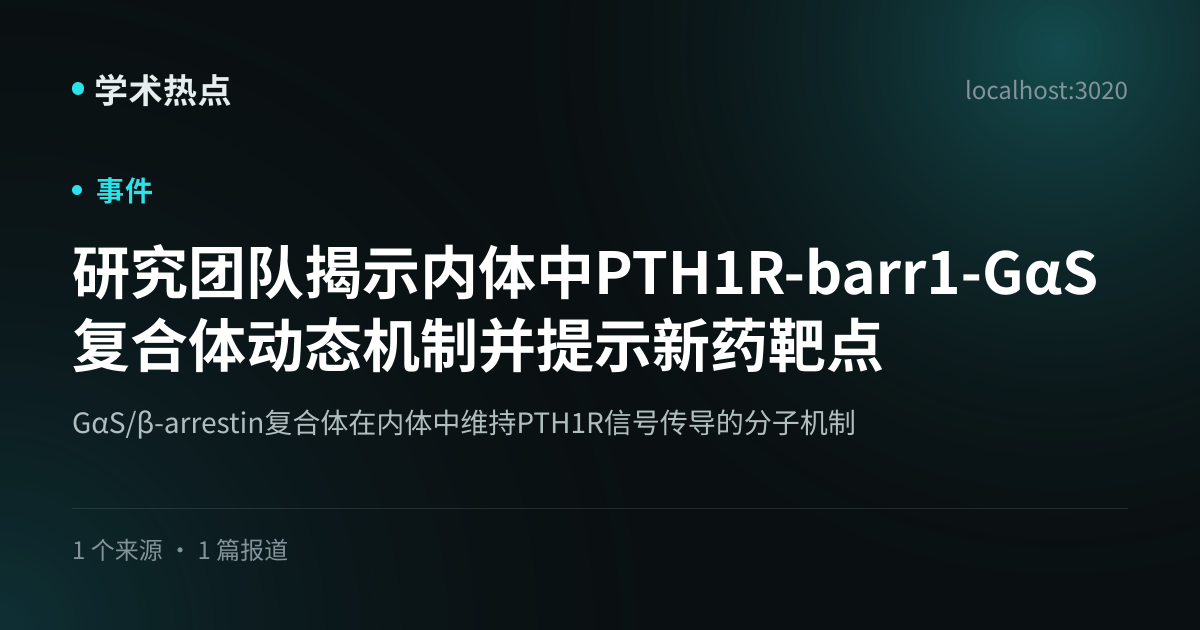 学术热点
localhost:3020
事件
研究团队揭示内体中PTH1R-barr1-GαS
复合体动态机制并提示新药靶点
GαS/β-arrestin复合体在内体中维持PTH1R信号传导的分子机制
1 个来源 · 1 篇报道